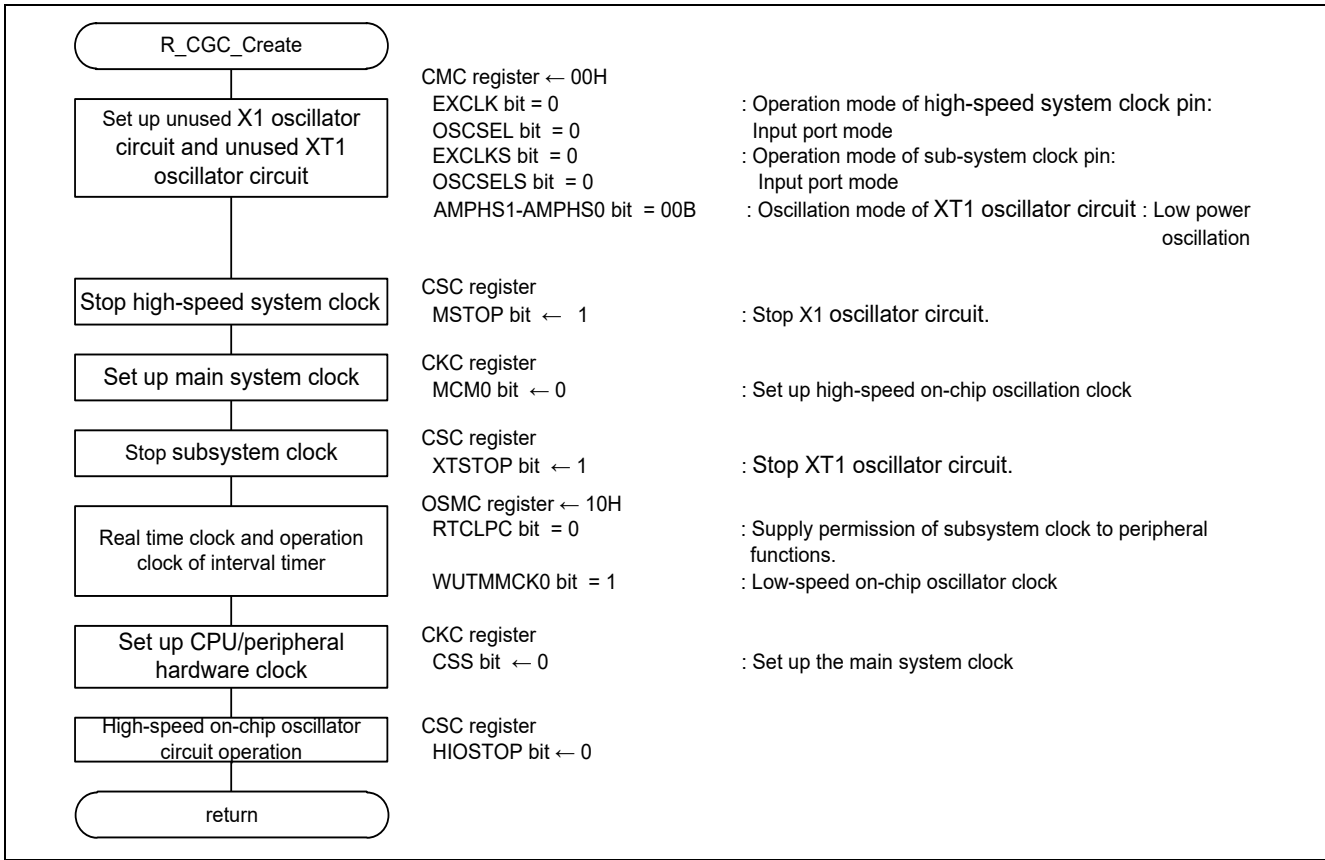 R_CGC_Create
Set up unused X1 oscillator
circuit and unused XT1
oscillator circuit
CMC register ← 00H
EXCLK bit = 0 : Operation mode of high-speed system clock pin:
OSCSEL bit = 0 Input port mode
EXCLKS bit = 0 : Operation mode of sub-system clock pin:
OSCSELS bit = 0 Input port mode
AMPHS1-AMPHS0 bit = 00B : Oscillation mode of XT1 oscillator circuit : Low power
oscillation
Stop high-speed system clock
CSC register
MSTOP bit ← 1 : Stop X1 oscillator circuit.
Set up main system clock
CKC register
MCM0 bit ← 0 : Set up high-speed on-chip oscillation clock
Stop subsystem clock
CSC register
XTSTOP bit ← 1 : Stop XT1 oscillator circuit.
Real time clock and operation
clock of interval timer
OSMC register ← 10H
RTCLPC bit = 0 : Supply permission of subsystem clock to peripheral
functions.
WUTMMCK0 bit = 1 : Low-speed on-chip oscillator clock
Set up CPU/peripheral
hardware clock
CKC register
CSS bit ← 0 : Set up the main system clock
High-speed on-chip oscillator
circuit operation
CSC register
HIOSTOP bit ← 0
return